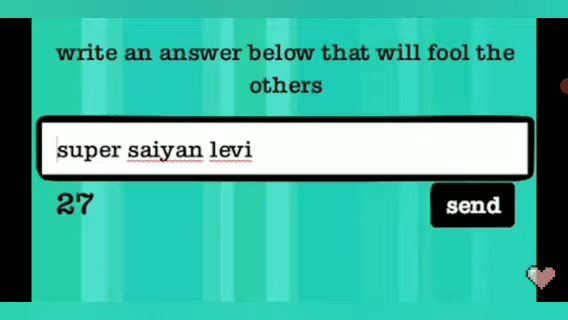 write an answer below that will fool the
others
super saiyan levi
27
send